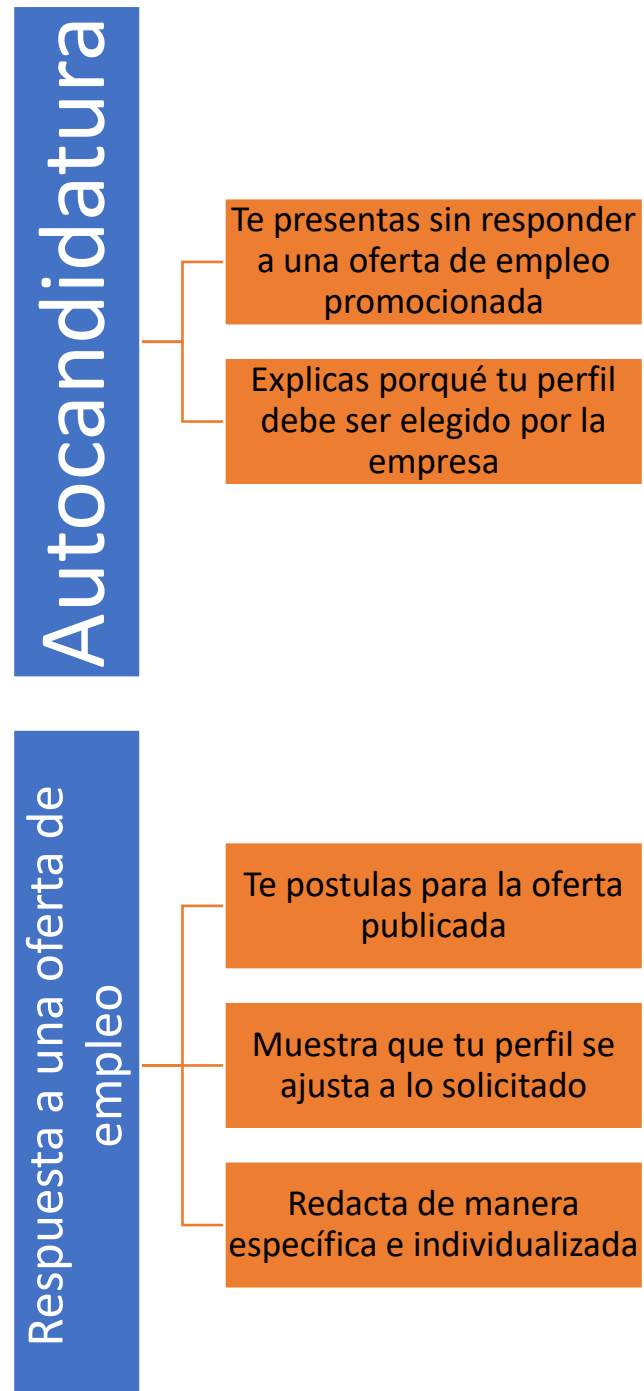 Autocandidatura
Te presentas sin responder
a una oferta de empleo
promocionada
Explicas porqué tu perfil
debe ser elegido por la
empresa
Respuesta a una oferta de
empleo
Te postulas para la oferta
publicada
Muestra que tu perfil se
ajusta a lo solicitado
Redacta de manera
específica e individualizada